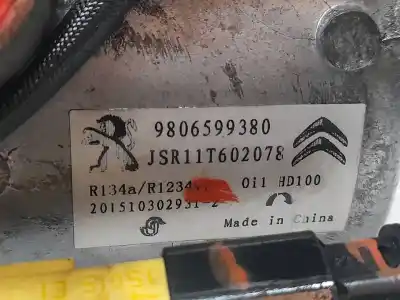 9806599380
JSR11T602078
R134a/R1234 Oil HD100
201510302931-2
Made in China